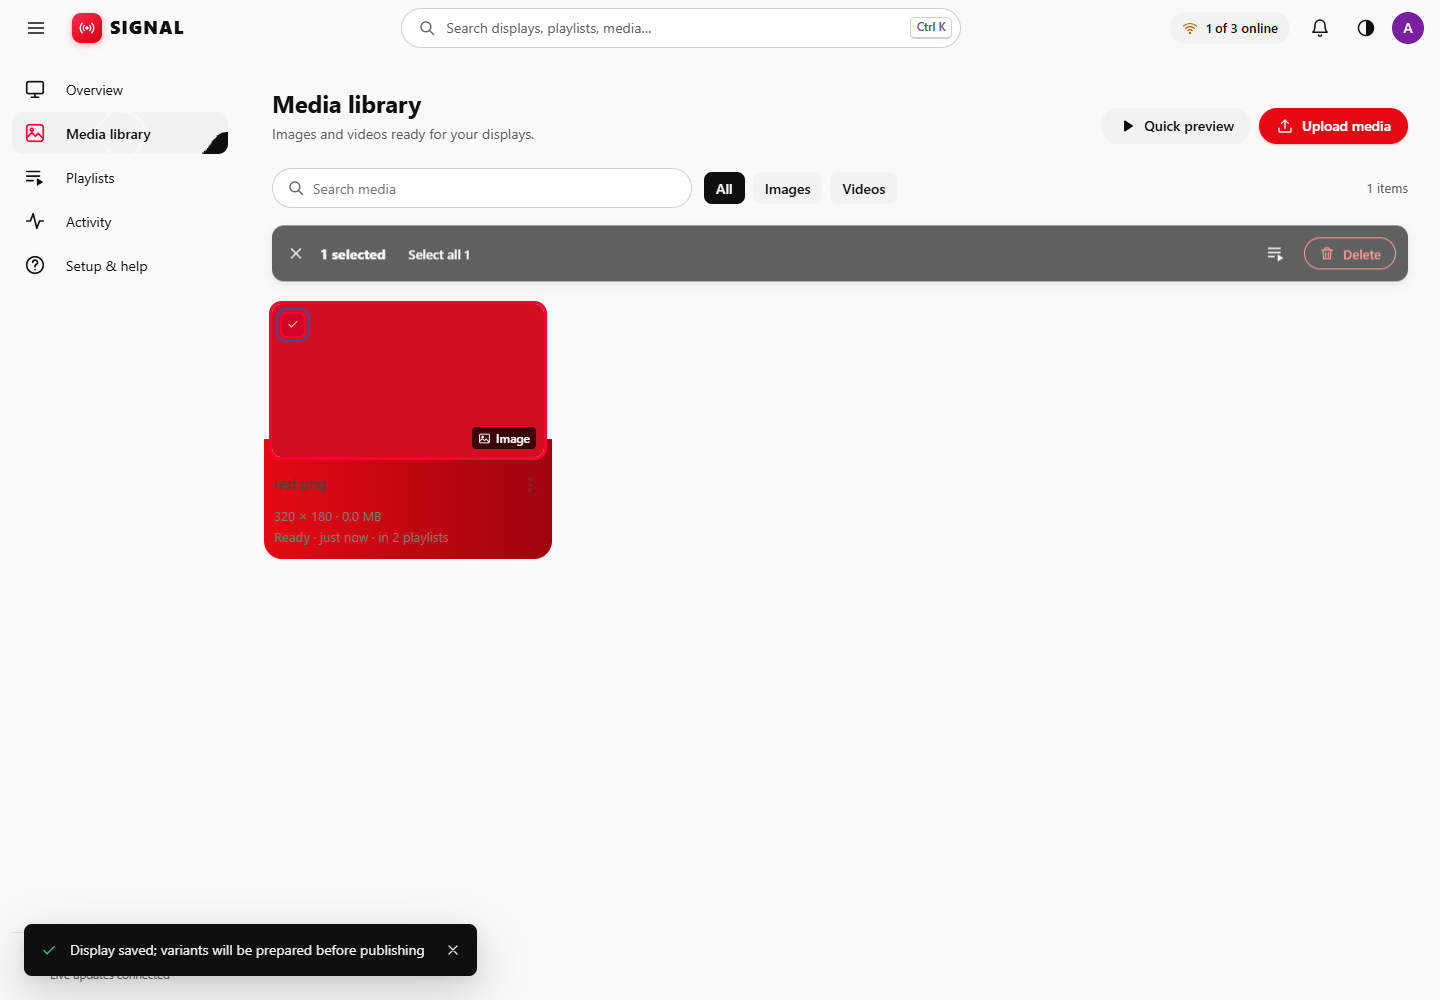 SIGNAL
Search displays, playlists, media...
Ctrl K
1 of 3 online
A
Overview
Media library
Playlists
Activity
Setup & help
Media library
Images and videos ready for your displays.
Quick preview
Upload media
Search media
All
Images
Videos
1 items
1 selected
Select all 1
Delete
Image
red.png
320 × 180 · 0.0 MB
Ready · just now · in 2 playlists
Display saved; variants will be prepared before publishing
Live updates connected